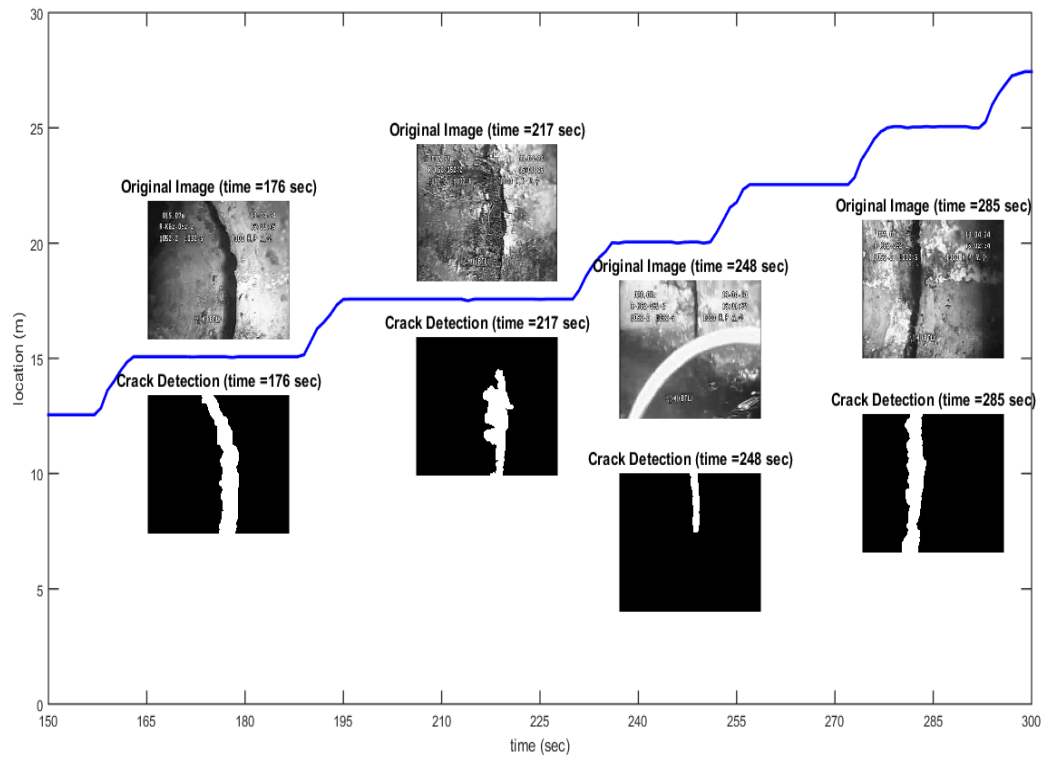 30
25
20
15
10
5
0
location (m)
Original Image (time =176 sec)
Crack Detection (time =176 sec)
Original Image (time =217 sec)
Crack Detection (time =217 sec)
Original Image (time =248 sec)
Crack Detection (time =248 sec)
Original Image (time =285 sec)
Crack Detection (time =285 sec)
150
165
180
195
210
225
240
255
270
285
300
time (sec)